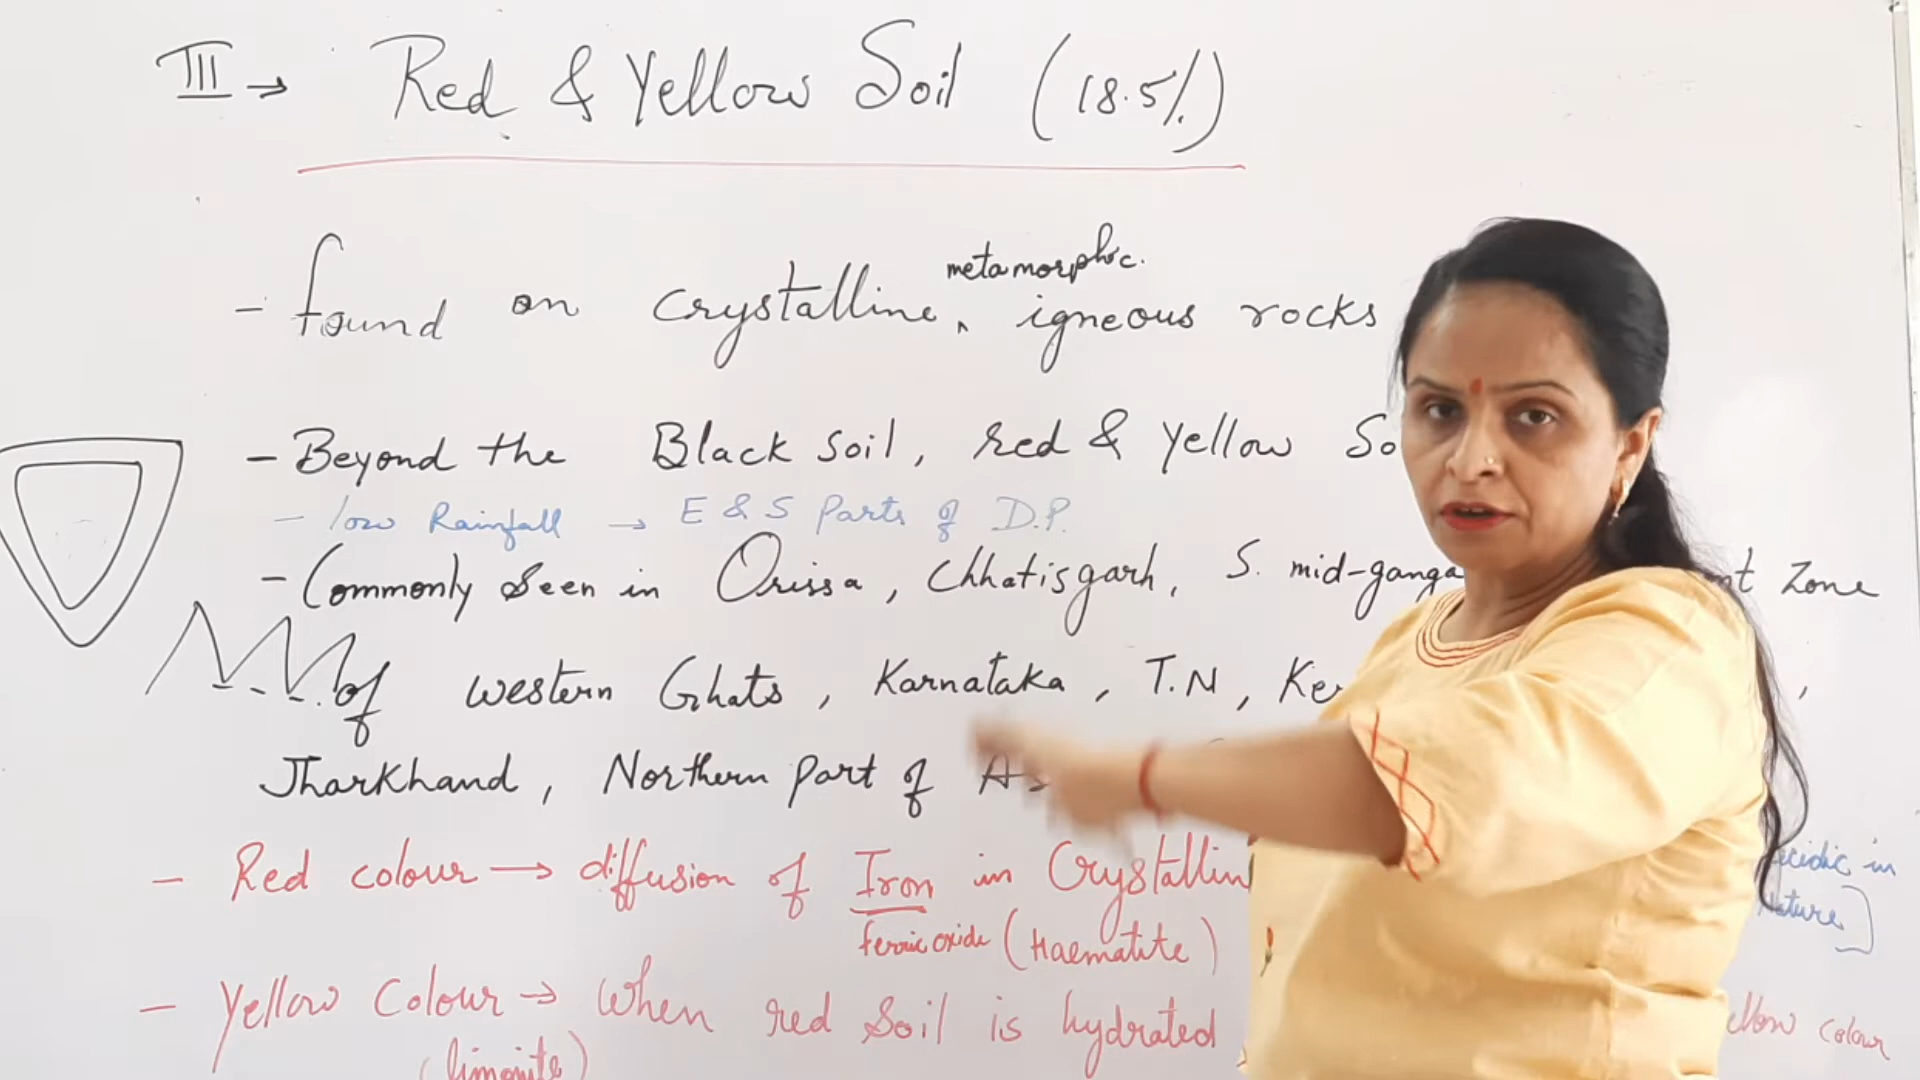 III → Red & Yellow Soil (18.5%)
metamorphic.
- found on crystalline, igneous rocks
- Beyond the Black Soil, red & yellow So
- low Rainfall → E & S Parts of D.P.
- Commonly Seen in Orissa, Chhatisgarh, S. mid-ganga nt Zone
of western Ghats, Karnataka, T.N, Ke ,
Jharkhand, Northern Part of
- Red colour → diffusion of Iron in Crystallin cidic in
ferric oxide (Haematite) Nature]
- Yellow Colour → When red Soil is hydrated llow colour
(limonite)